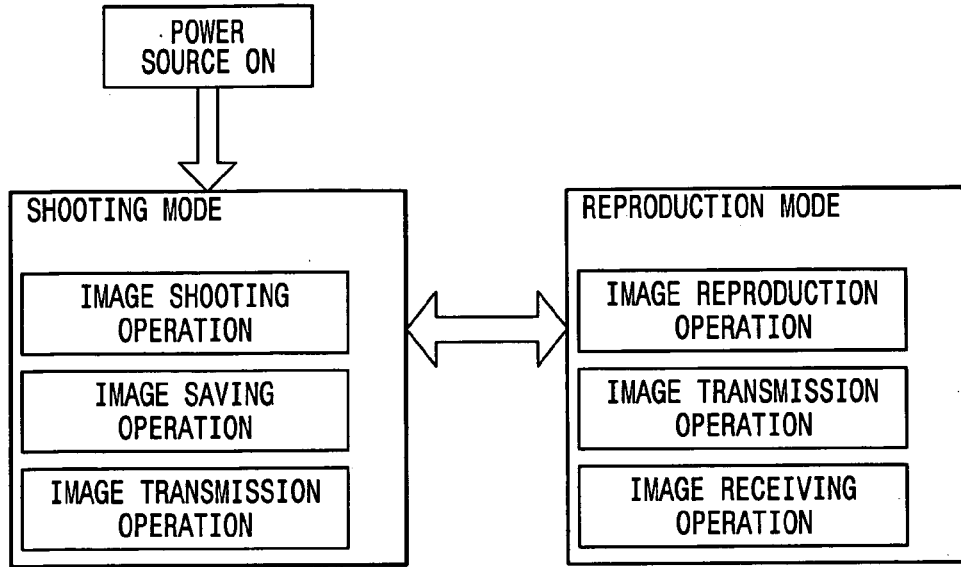 POWER
SOURCE ON
SHOOTING MODE
IMAGE SHOOTING
OPERATION
IMAGE SAVING
OPERATION
IMAGE TRANSMISSION
OPERATION
REPRODUCTION MODE
IMAGE REPRODUCTION
OPERATION
IMAGE TRANSMISSION
OPERATION
IMAGE RECEIVING
OPERATION